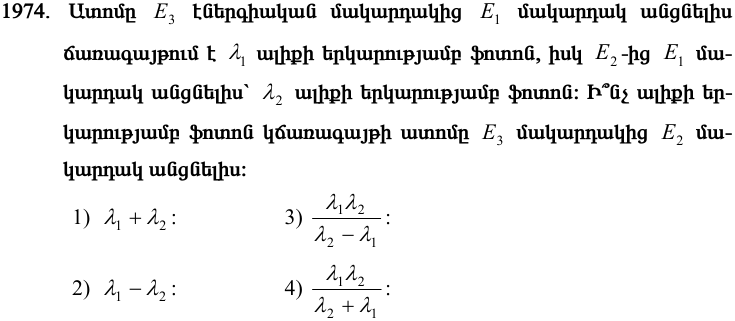 1974. Ատոմը E₃ էներգիական մակարդակից E₁ մակարդակ անցնելիս
ճառագայթում է λ₁ ալիքի երկարությամբ ֆոտոն, իսկ E₂-ից E₁ մա-
կարդակ անցնելիս՝ λ₂ ալիքի երկարությամբ ֆոտոն: Ի՞նչ ալիքի եր-
կարությամբ ֆոտոն կճառագայթի ատոմը E₃ մակարդակից E₂ մա-
կարդակ անցնելիս:
1) λ₁ + λ₂: 3) λ₁λ₂ / (λ₂ − λ₁):
2) λ₁ − λ₂: 4) λ₁λ₂ / (λ₂ + λ₁):